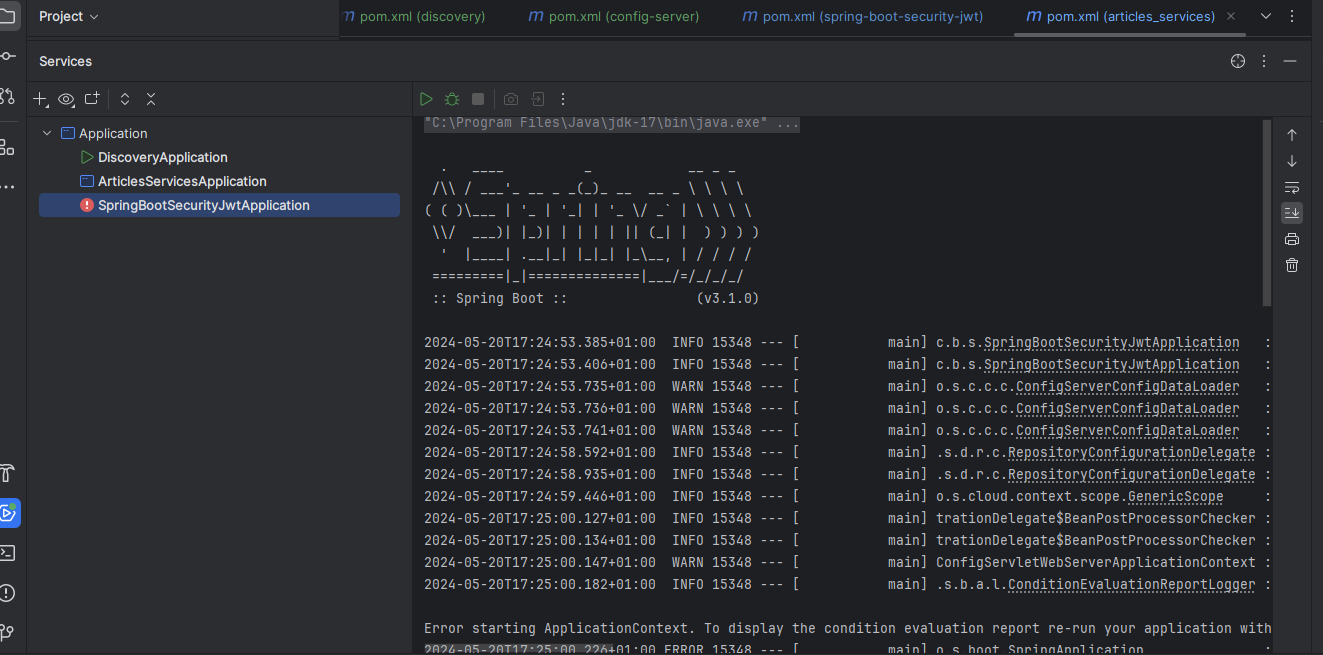 Project
m pom.xml (discovery)
m pom.xml (config-server)
m pom.xml (spring-boot-security-jwt)
m pom.xml (articles_services)
Services
Application
DiscoveryApplication
ArticlesServicesApplication
SpringBootSecurityJwtApplication
"C:\Program Files\Java\jdk-17\bin\java.exe" ...
  .   ____          _            __ _ _
 /\\ / ___'_ __ _ _(_)_ __  __ _ \ \ \ \
( ( )\___ | '_ | '_| | '_ \/ _` | \ \ \ \
 \\/  ___)| |_)| | | | | || (_| |  ) ) ) )
  '  |____| .__|_| |_|_| |_\__, | / / / /
 =========|_|==============|___/=/_/_/_/
 :: Spring Boot ::                (v3.1.0)
2024-05-20T17:24:53.385+01:00  INFO 15348 --- [           main] c.b.s.SpringBootSecurityJwtApplication   :
2024-05-20T17:24:53.406+01:00  INFO 15348 --- [           main] c.b.s.SpringBootSecurityJwtApplication   :
2024-05-20T17:24:53.735+01:00  WARN 15348 --- [           main] o.s.c.c.c.ConfigServerConfigDataLoader   :
2024-05-20T17:24:53.736+01:00  WARN 15348 --- [           main] o.s.c.c.c.ConfigServerConfigDataLoader   :
2024-05-20T17:24:53.741+01:00  WARN 15348 --- [           main] o.s.c.c.c.ConfigServerConfigDataLoader   :
2024-05-20T17:24:58.592+01:00  INFO 15348 --- [           main] .s.d.r.c.RepositoryConfigurationDelegate :
2024-05-20T17:24:58.935+01:00  INFO 15348 --- [           main] .s.d.r.c.RepositoryConfigurationDelegate :
2024-05-20T17:24:59.446+01:00  INFO 15348 --- [           main] o.s.cloud.context.scope.GenericScope     :
2024-05-20T17:25:00.127+01:00  INFO 15348 --- [           main] trationDelegate$BeanPostProcessorChecker :
2024-05-20T17:25:00.134+01:00  INFO 15348 --- [           main] trationDelegate$BeanPostProcessorChecker :
2024-05-20T17:25:00.147+01:00  WARN 15348 --- [           main] ConfigServletWebServerApplicationContext :
2024-05-20T17:25:00.182+01:00  INFO 15348 --- [           main] .s.b.a.l.ConditionEvaluationReportLogger :
Error starting ApplicationContext. To display the condition evaluation report re-run your application with
2024-05-20T17:25:00.226+01:00 ERROR 15348 --- [           main] o.s.boot.SpringApplication               :